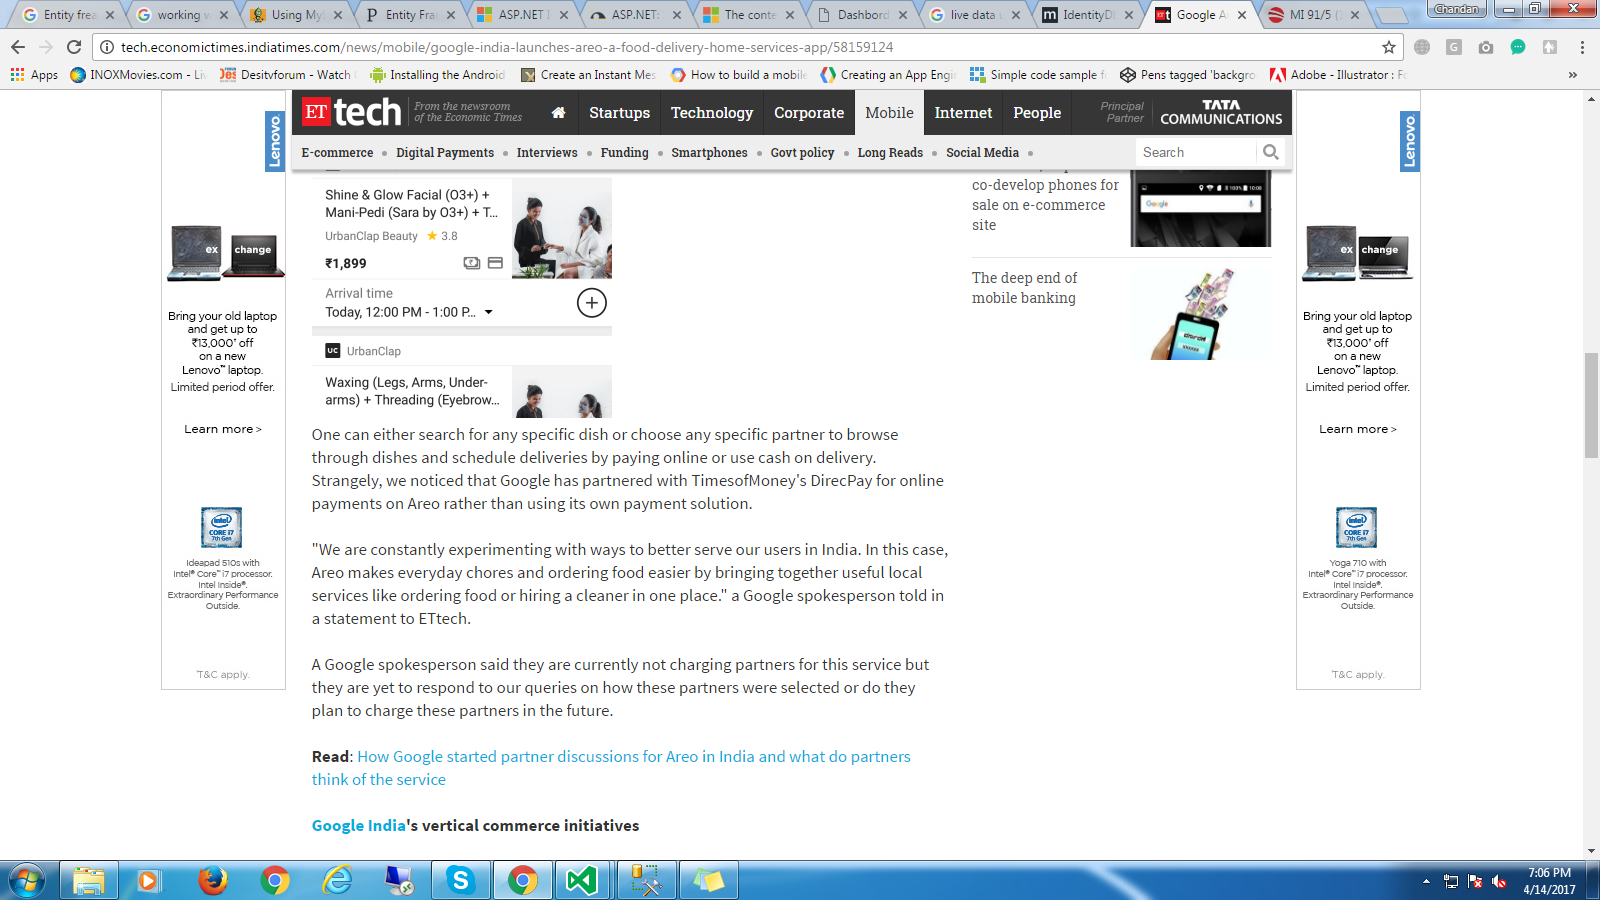 Entity frea
working w
Using My
Entity Fra
ASP.NET I
ASP.NET:
The conte
Dashbord
live data u
IdentityD
Google A
MI 91/5 (
Chandan
tech.economictimes.indiatimes.com/news/mobile/google-india-launches-areo-a-food-delivery-home-services-app/58159124
Apps
INOXMovies.com - Li
Desitvforum - Watch
Installing the Android
Create an Instant Mes
How to build a mobile
Creating an App Engi
Simple code sample f
Pens tagged 'backgro
Adobe - Illustrator : F
»
ET tech
From the newsroom
of the Economic Times
Startups
Technology
Corporate
Mobile
Internet
People
Principal
Partner
TATA
COMMUNICATIONS
E-commerce • Digital Payments • Interviews • Funding • Smartphones • Govt policy • Long Reads • Social Media •
Search
Lenovo
ex change
Bring your old laptop
and get up to
₹13,000* off
on a new
Lenovo™ laptop.
Limited period offer.
Learn more >
intel
CORE i7
7th Gen
Ideapad 510s with
Intel® Core™ i7 processor.
Intel Inside®.
Extraordinary Performance
Outside.
*T&C apply.
Shine & Glow Facial (O3+) +
Mani-Pedi (Sara by O3+) + T...
UrbanClap Beauty ★ 3.8
₹1,899
Arrival time
Today, 12:00 PM - 1:00 P...
UC UrbanClap
Waxing (Legs, Arms, Under-
arms) + Threading (Eyebrow...
One can either search for any specific dish or choose any specific partner to browse
through dishes and schedule deliveries by paying online or use cash on delivery.
Strangely, we noticed that Google has partnered with TimesofMoney's DirecPay for online
payments on Areo rather than using its own payment solution.
"We are constantly experimenting with ways to better serve our users in India. In this case,
Areo makes everyday chores and ordering food easier by bringing together useful local
services like ordering food or hiring a cleaner in one place." a Google spokesperson told in
a statement to ETtech.
A Google spokesperson said they are currently not charging partners for this service but
they are yet to respond to our queries on how these partners were selected or do they
plan to charge these partners in the future.
Read: How Google started partner discussions for Areo in India and what do partners
think of the service
Google India's vertical commerce initiatives
co-develop phones for
sale on e-commerce
site
100% 10:08
Google
The deep end of
mobile banking
Lenovo
ex change
Bring your old laptop
and get up to
₹13,000* off
on a new
Lenovo™ laptop.
Limited period offer.
Learn more >
intel
CORE i7
7th Gen
Yoga 710 with
Intel® Core™ i7 processor.
Intel Inside®.
Extraordinary Performance
Outside.
*T&C apply.
7:06 PM
4/14/2017